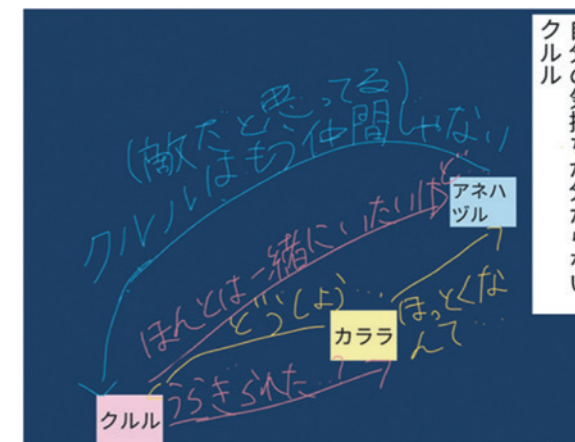 クルル
(敵だと思ってる)
クルルはもう仲間じゃない
アネハ
ヅル
ほんとは一緒にいたいけど…
どうしよう…
カララ
ほっとくな
んて…
うらぎられた…?
クルル